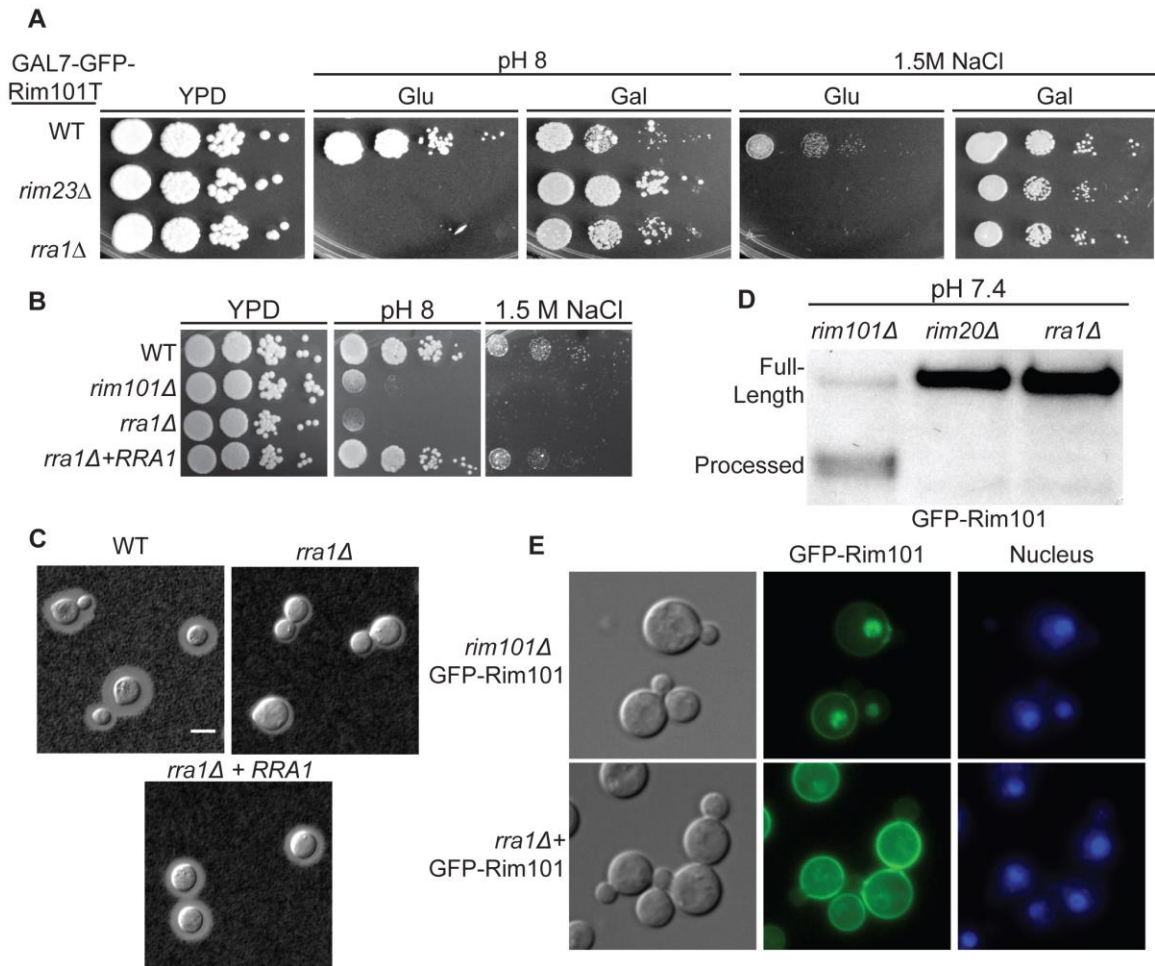 A
GAL7-GFP-
Rim101T
YPD
pH 8
Glu
Gal
1.5M NaCl
Glu
Gal
WT
rim23Δ
rra1Δ
B
YPD
pH 8
1.5 M NaCl
WT
rim101Δ
rra1Δ
rra1Δ+RRA1
D
pH 7.4
rim101Δ
rim20Δ
rra1Δ
Full-
Length
Processed
GFP-Rim101
C
WT
rra1Δ
rra1Δ + RRA1
E
GFP-Rim101
Nucleus
rim101Δ
GFP-Rim101
rra1Δ+
GFP-Rim101